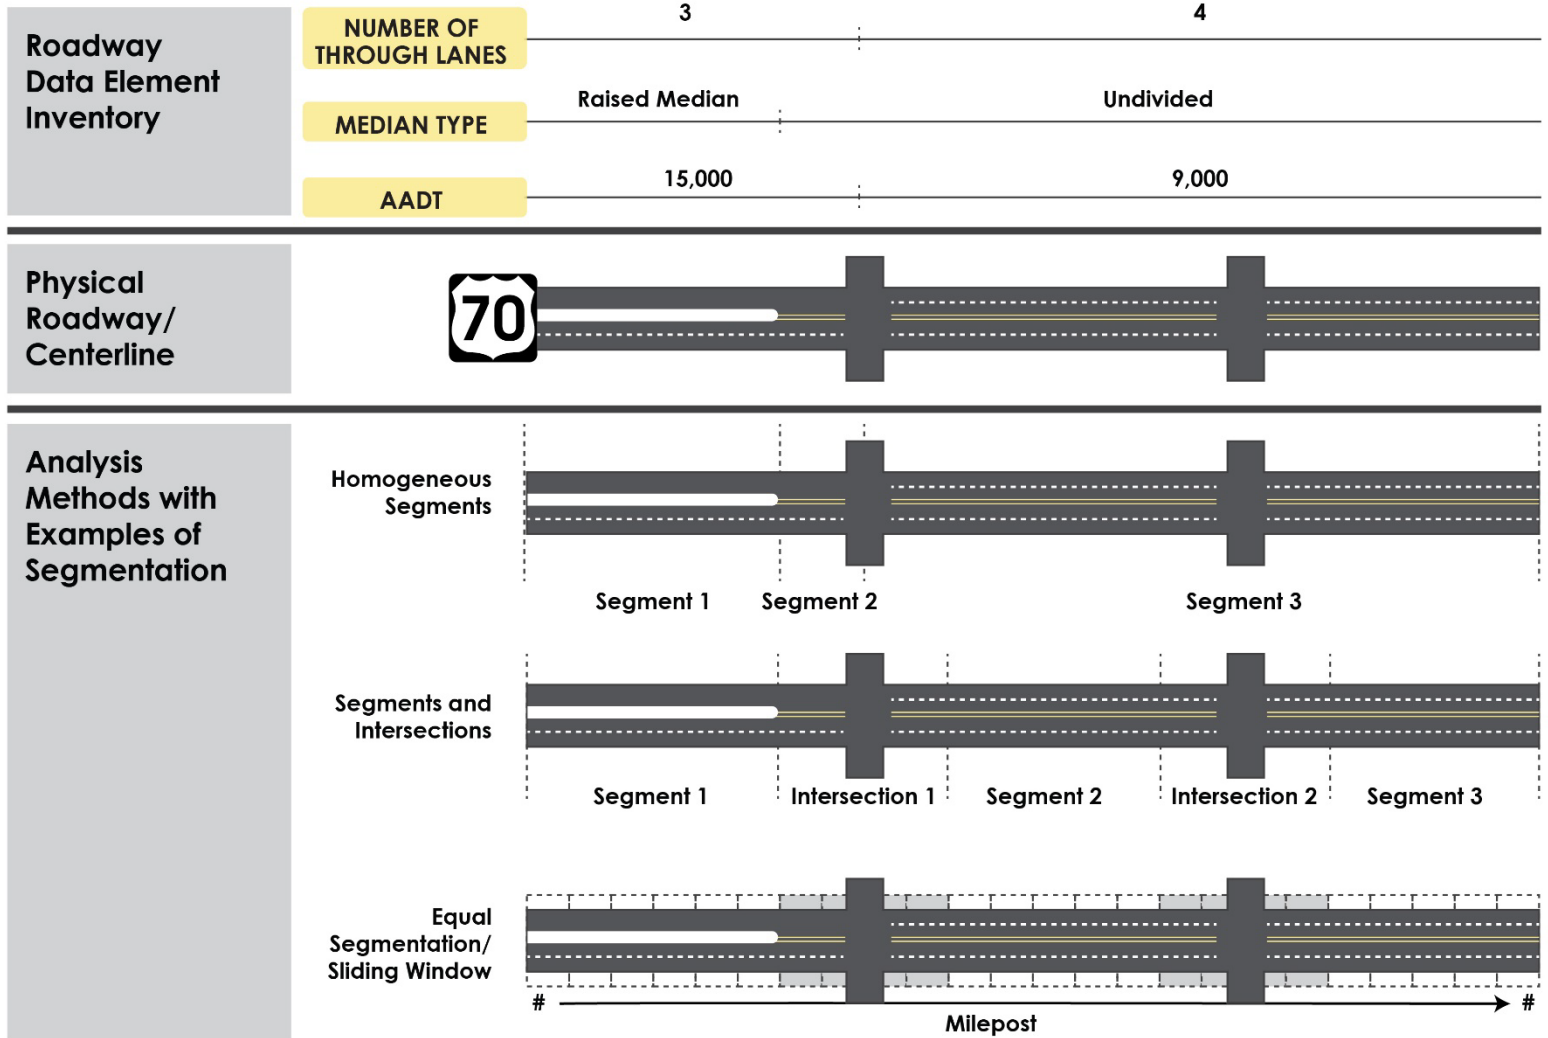 Roadway
Data Element
Inventory
NUMBER OF
THROUGH LANES
3
4
MEDIAN TYPE
Raised Median
Undivided
AADT
15,000
9,000
Physical
Roadway/
Centerline
70
Analysis
Methods with
Examples of
Segmentation
Homogeneous
Segments
Segment 1
Segment 2
Segment 3
Segments and
Intersections
Segment 1
Intersection 1
Segment 2
Intersection 2
Segment 3
Equal
Segmentation/
Sliding Window
#
#
Milepost